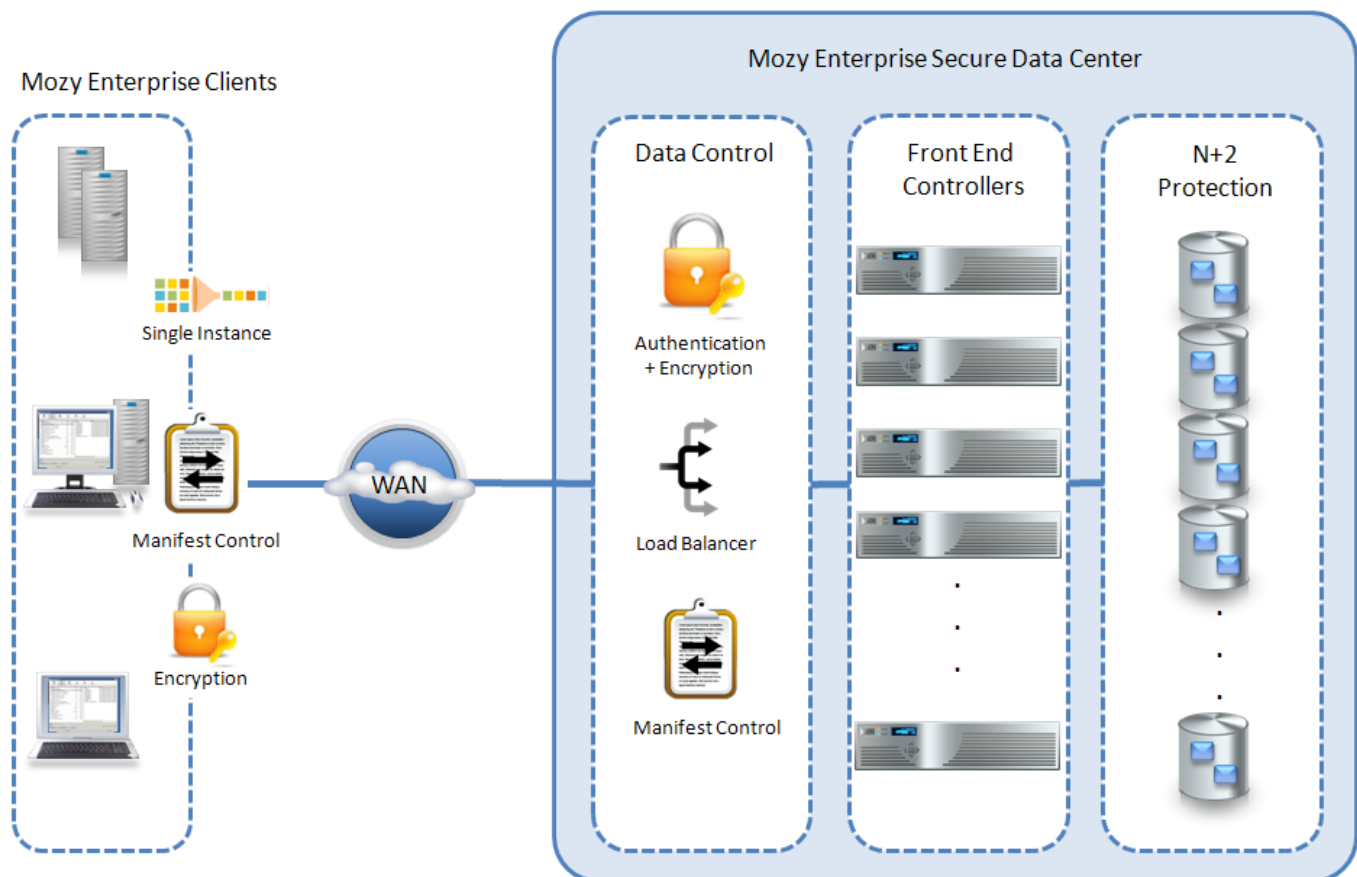 Mozy Enterprise Clients
Single Instance
Manifest Control
Encryption
WAN
Mozy Enterprise Secure Data Center
Data Control
Authentication
+ Encryption
Load Balancer
Manifest Control
Front End
Controllers
N+2
Protection